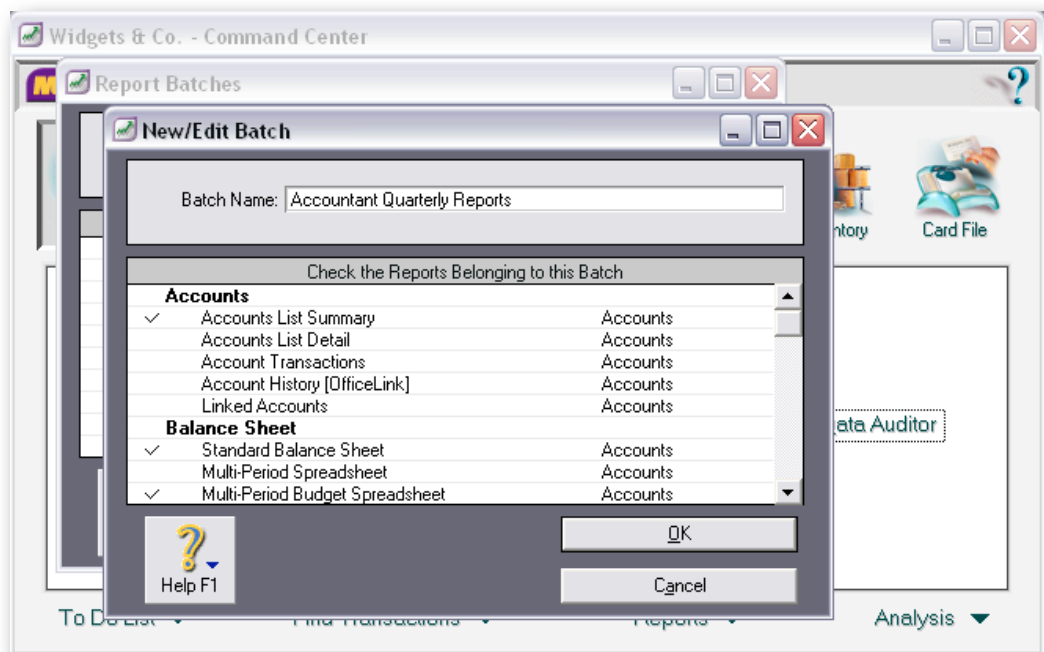 Widgets & Co. - Command Center
Report Batches
New/Edit Batch
Batch Name: Accountant Quarterly Reports
Card File
Check the Reports Belonging to this Batch
Accounts
Accounts List Summary Accounts
Accounts List Detail Accounts
Account Transactions Accounts
Account History [OfficeLink] Accounts
Linked Accounts Accounts
Balance Sheet
Standard Balance Sheet Accounts
Multi-Period Spreadsheet Accounts
Multi-Period Budget Spreadsheet Accounts
Auditor
OK
Cancel
Help F1
To Do List
Find Transactions
Reports
Analysis